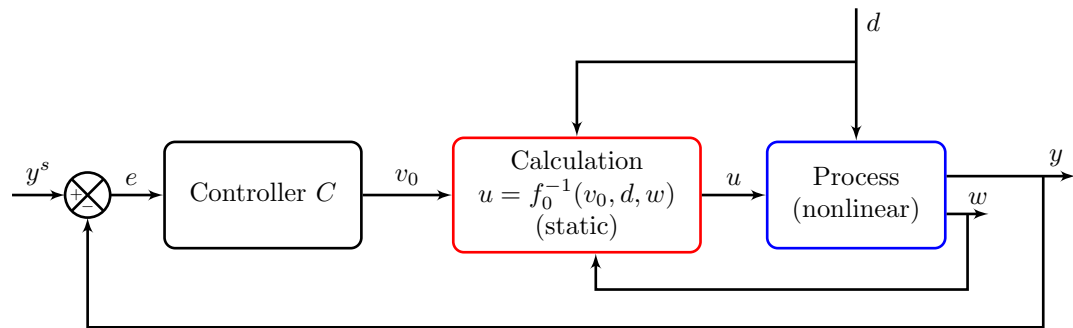 d
y^s
+
−
e
Controller C
v_0
Calculation
u = f_0^{-1}(v_0, d, w)
(static)
u
Process
(nonlinear)
y
w